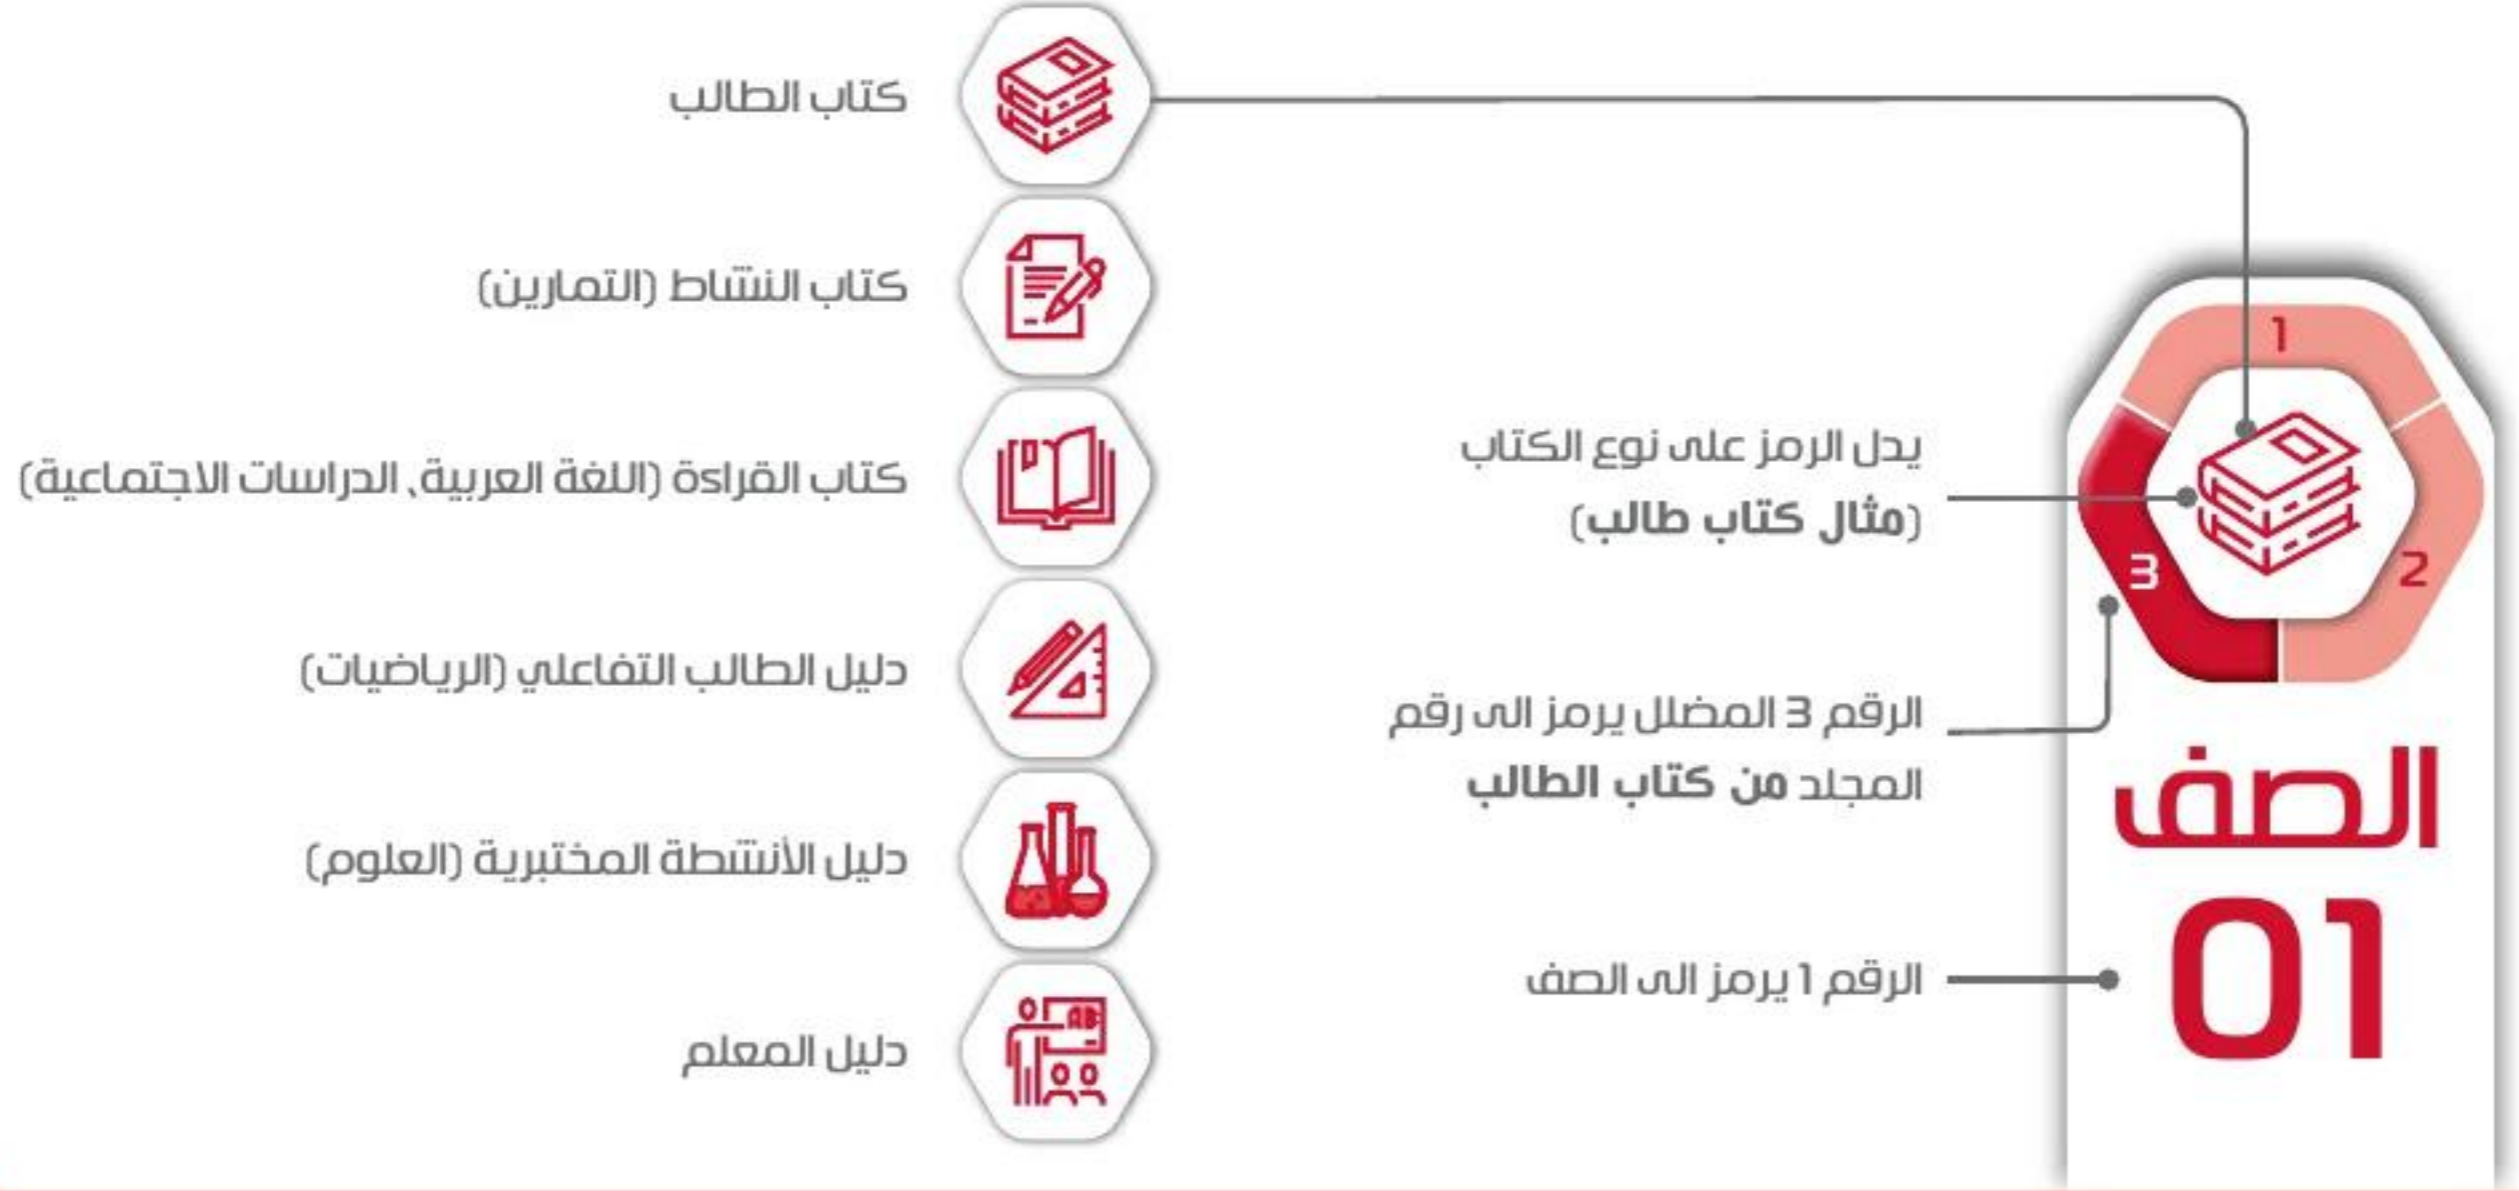 1
2
3
الصف
01
يدل الرمز على نوع الكتاب
(مثال كتاب طالب)
الرقم 3 المضلل يرمز الى رقم
المجلد من كتاب الطالب
الرقم 1 يرمز الى الصف
كتاب الطالب
كتاب النشاط (التمارين)
كتاب القراءة (اللغة العربية، الدراسات الاجتماعية)
دليل الطالب التفاعلي (الرياضيات)
دليل الأنشطة المختبرية (العلوم)
AB
دليل المعلم